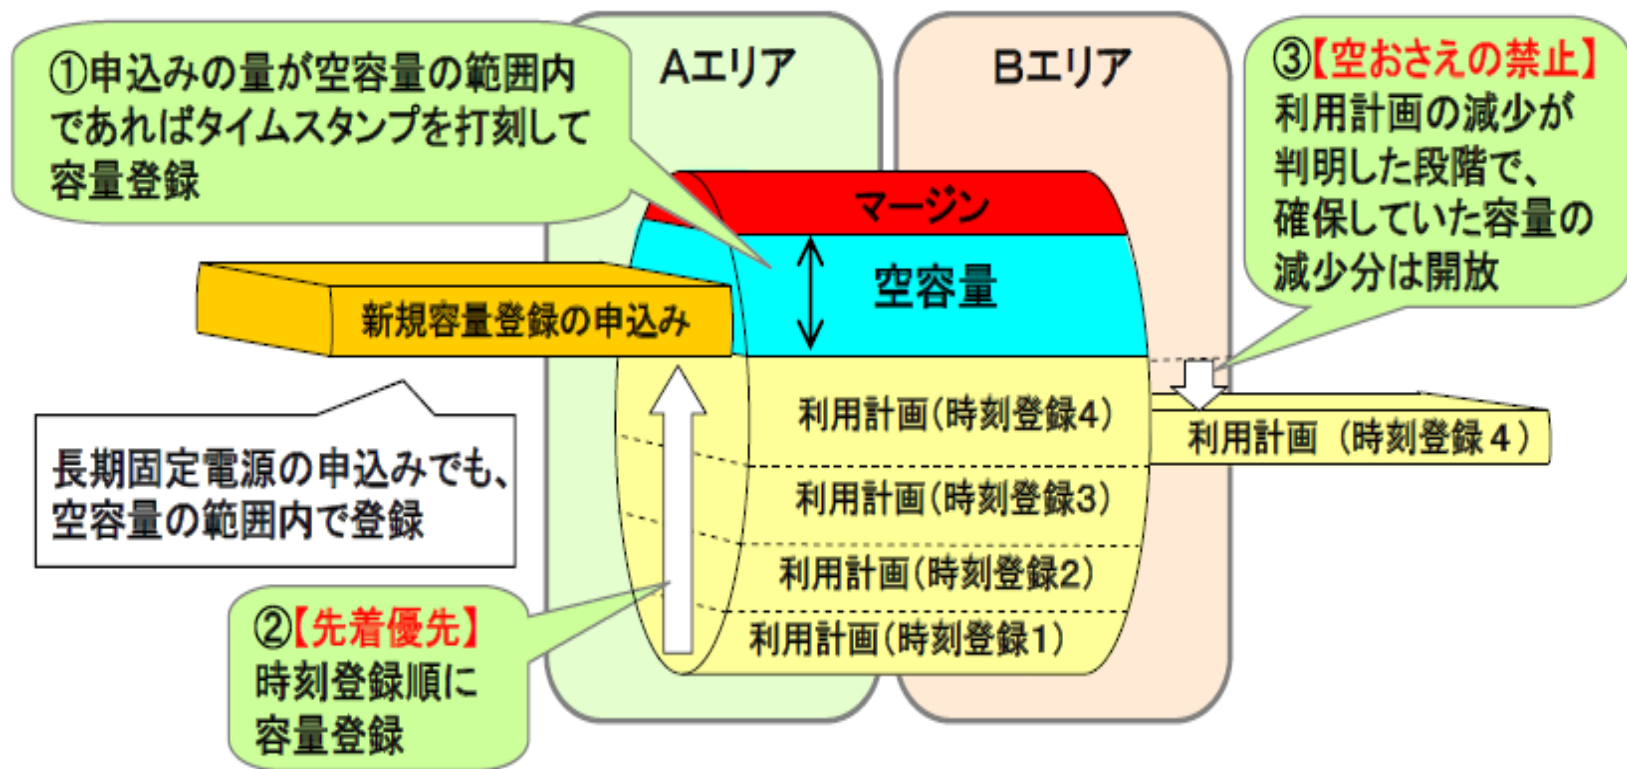 ①申込みの量が空容量の範囲内
であればタイムスタンプを打刻して
容量登録
Aエリア
Bエリア
③【空おさえの禁止】
利用計画の減少が
判明した段階で、
確保していた容量の
減少分は開放
マージン
空容量
新規容量登録の申込み
長期固定電源の申込みでも、
空容量の範囲内で登録
利用計画(時刻登録4)
利用計画 (時刻登録4)
利用計画(時刻登録3)
利用計画(時刻登録2)
利用計画(時刻登録1)
②【先着優先】
時刻登録順に
容量登録